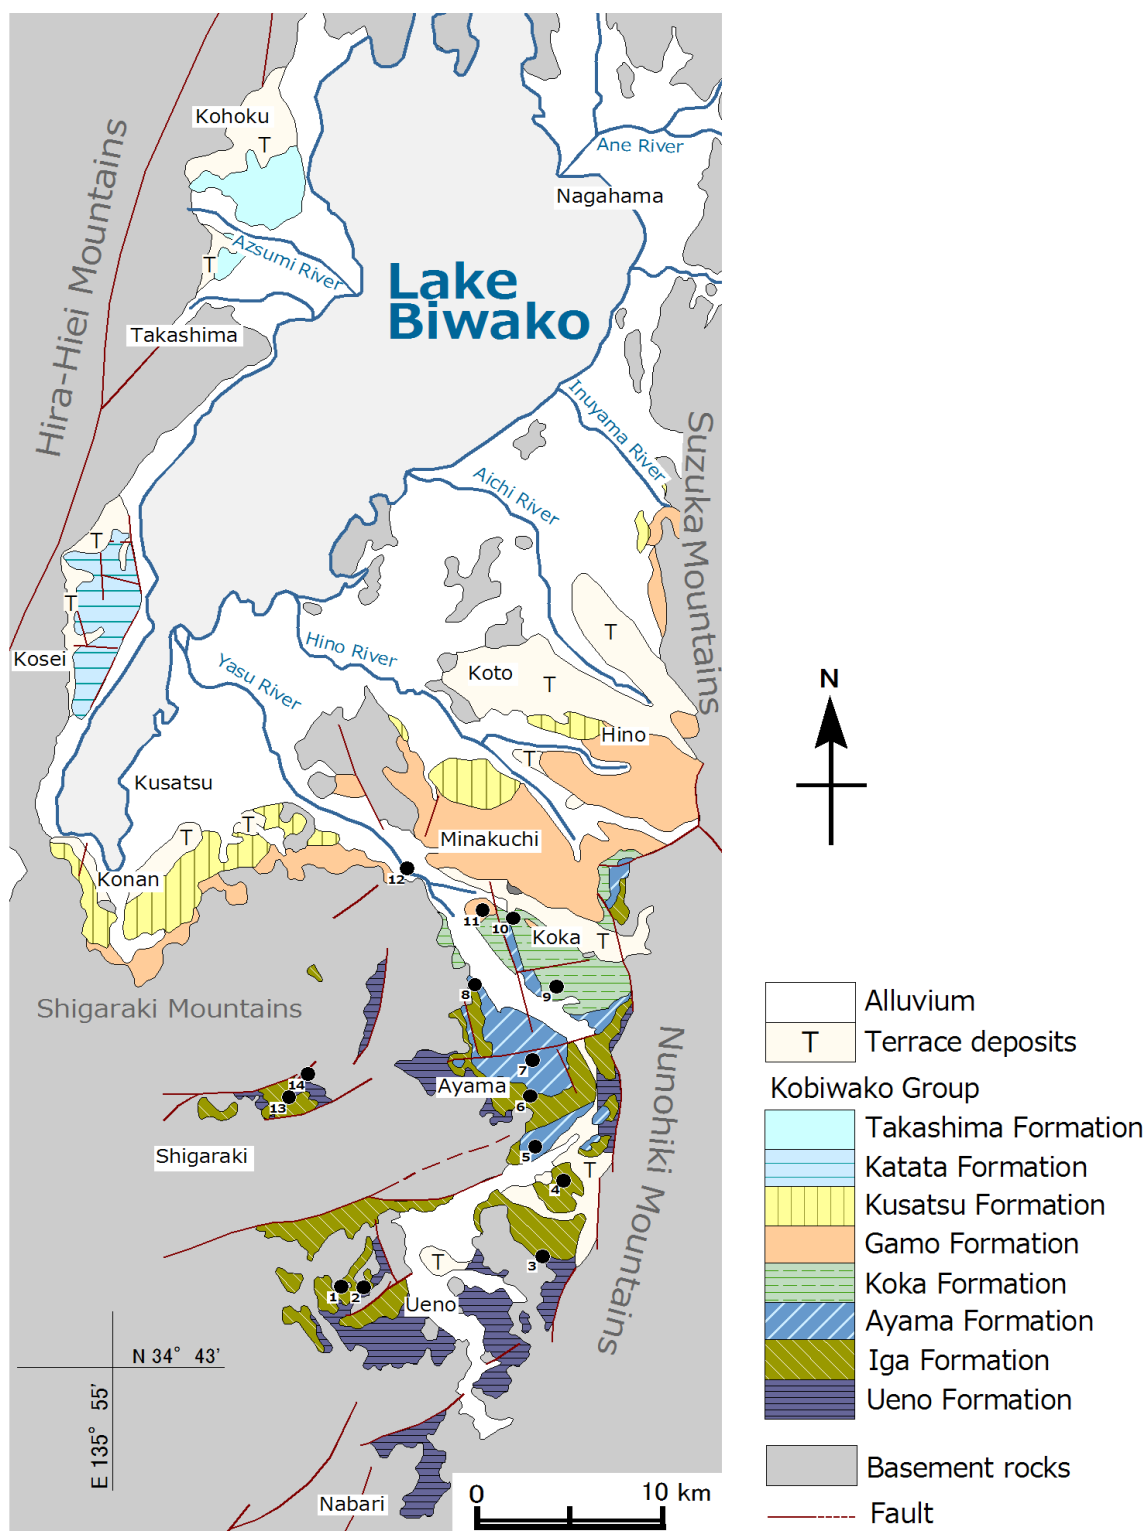 Kohoku
T
Ane River
Nagahama
Hira-Hiei Mountains
Azsumi River
T
Lake
Biwako
Takashima
Inuyama River
Suzuka Mountains
Aichi River
T
T
Kosei
Hino River
Yasu River
Koto
T
T
Hino
T
Kusatsu
Minakuchi
T
T
Konan
12
11
10
Koka
T
N
Shigaraki Mountains
8
9
Nunohiki Mountains
7
Ayama
6
14
13
5
Shigaraki
T
4
T
3
1
2
Ueno
N 34° 43'
E 135° 55'
Nabari
0
10 km
Alluvium
T
Terrace deposits
Kobiwako Group
Takashima Formation
Katata Formation
Kusatsu Formation
Gamo Formation
Koka Formation
Ayama Formation
Iga Formation
Ueno Formation
Basement rocks
Fault